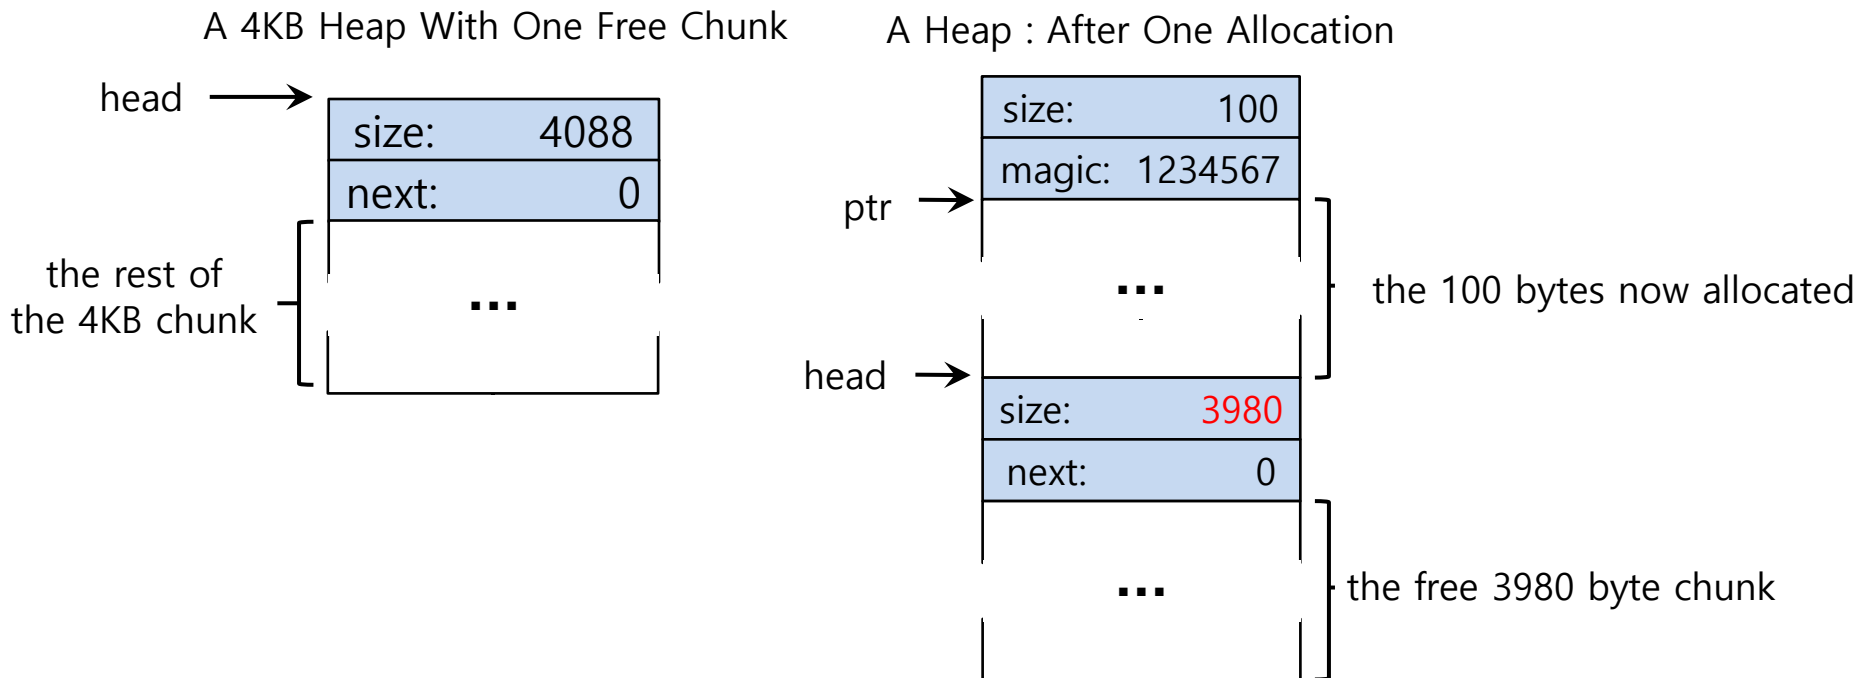 A 4KB Heap With One Free Chunk
head
size: 4088
next: 0
the rest of
the 4KB chunk
...
A Heap : After One Allocation
size: 100
magic: 1234567
ptr
...
the 100 bytes now allocated
head
size: 3980
next: 0
...
the free 3980 byte chunk